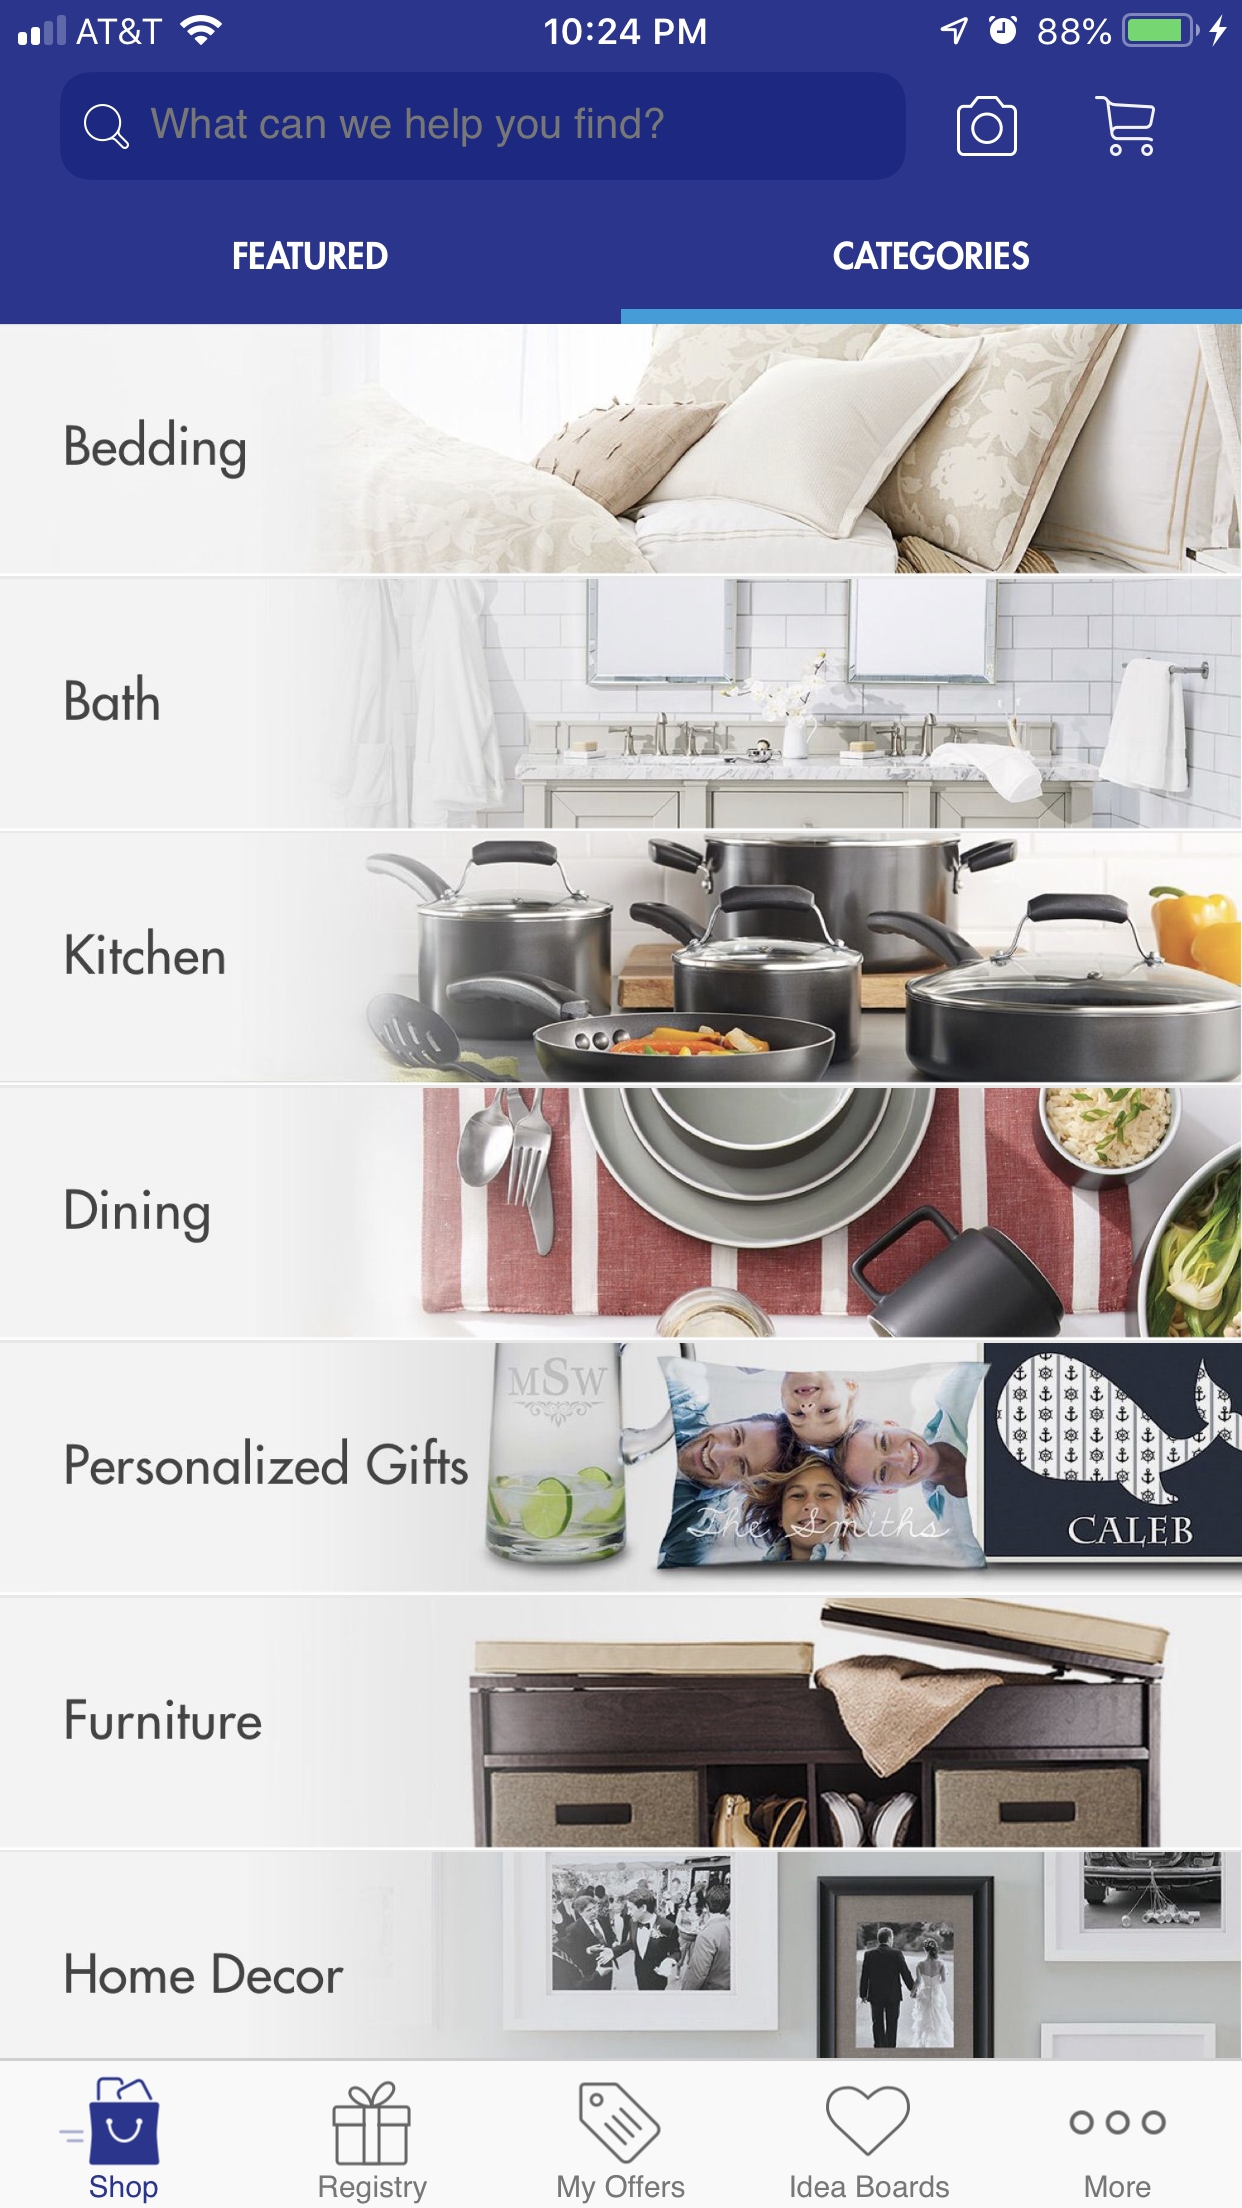 AT&T 10:24 PM 88%
What can we help you find?
FEATURED CATEGORIES
Bedding
Bath
Kitchen
Dining
MSW
Personalized Gifts
The Smiths
CALEB
Furniture
Home Decor
Shop Registry My Offers Idea Boards More